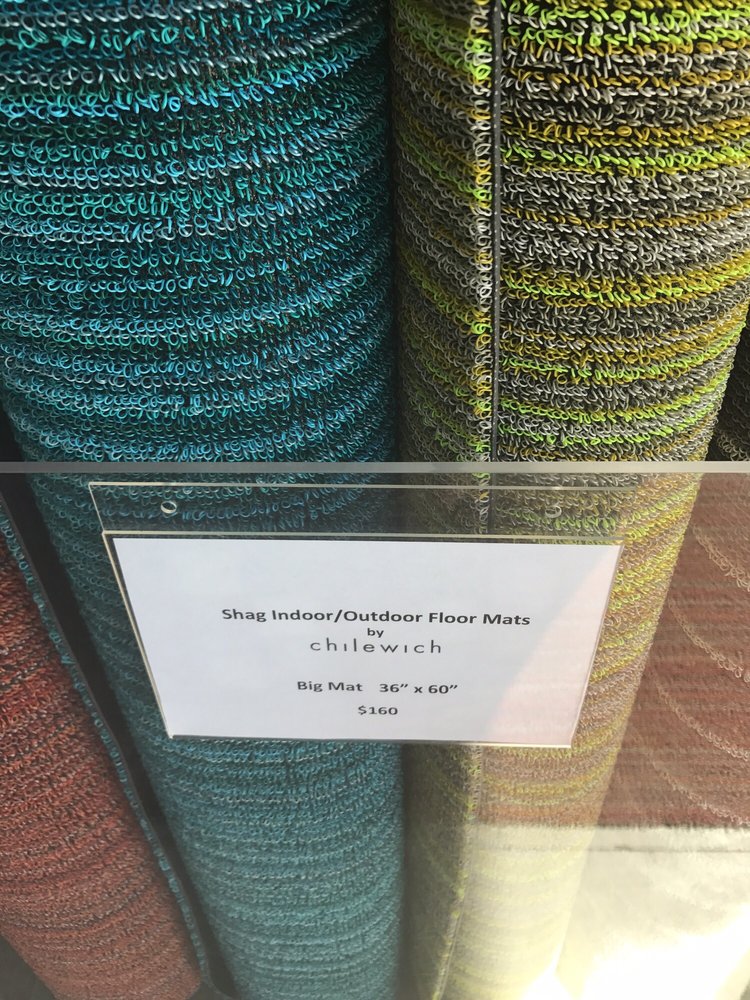 Shag Indoor/Outdoor Floor Mats
by
chilewich
Big Mat 36” x 60”
$160